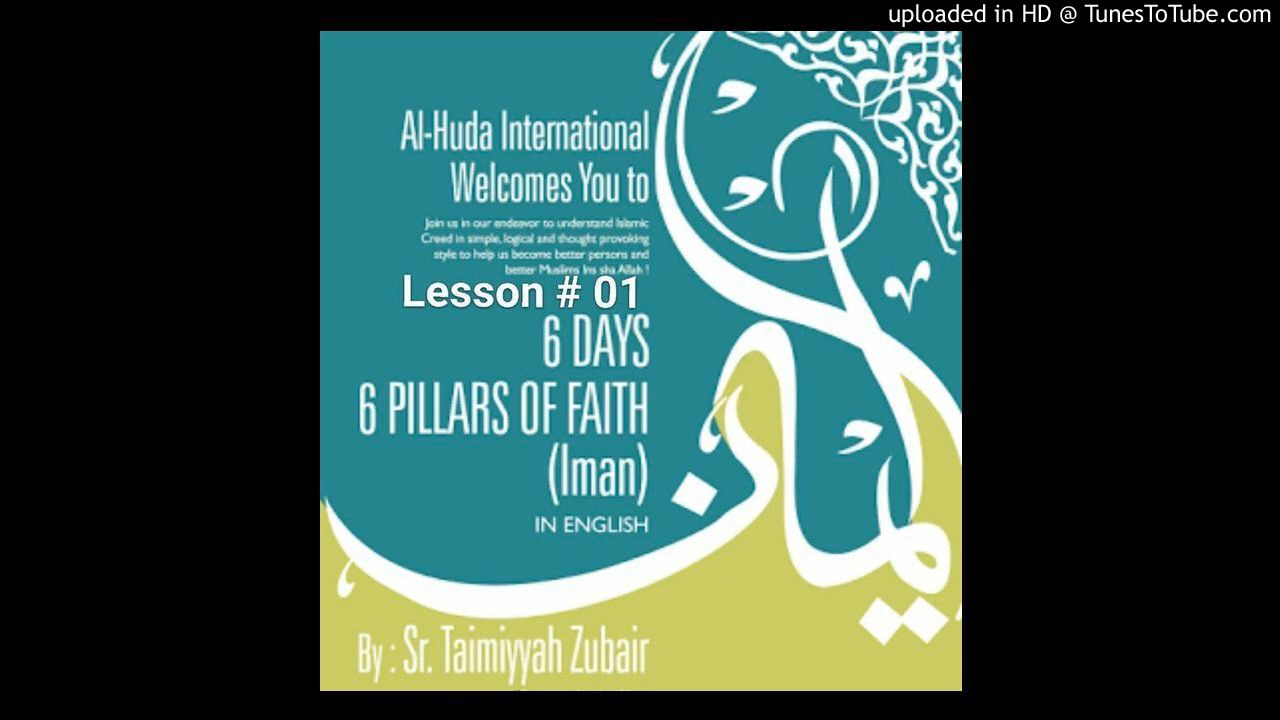 uploaded in HD @ TunesToTube.com
Al-Huda International
Welcomes You to
Join us in our endeavor to understand Islamic
Creed in simple, logical and thought provoking
style to help us become better persons and
better Muslims Ins sha Allah !
Lesson # 01
6 DAYS
6 PILLARS OF FAITH
(Iman)
IN ENGLISH
إيمان
By : Sr. Taimiyyah Zubair